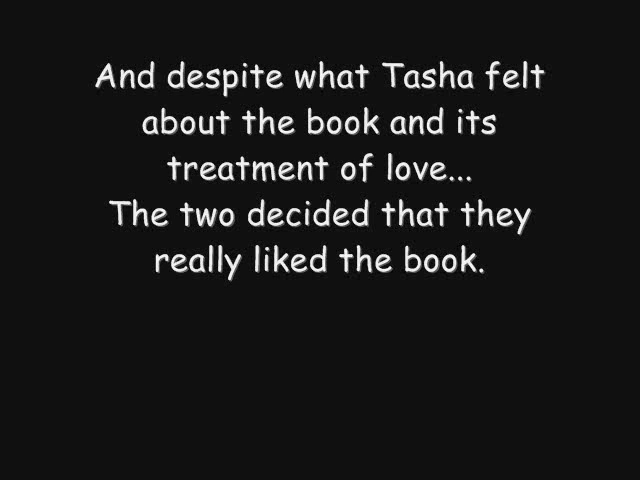 And despite what Tasha felt
about the book and its
treatment of love...
The two decided that they
really liked the book.